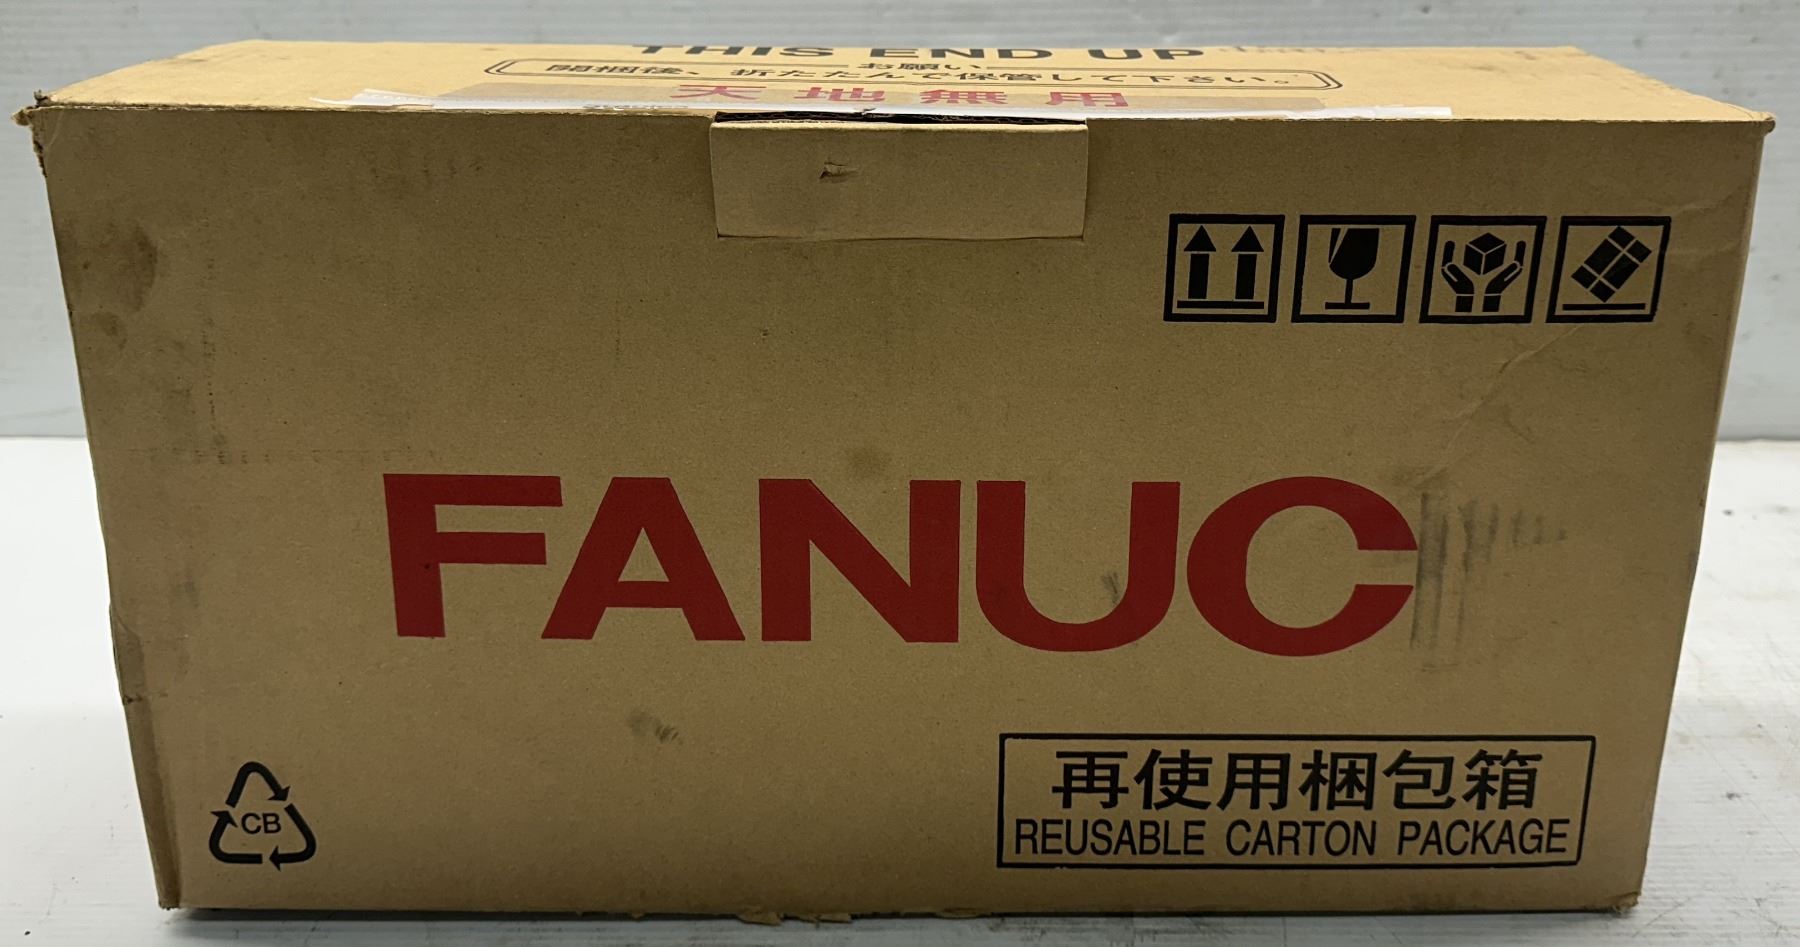 THIS END UP
お願い
開梱後、折たたんで保管して下さい。
天地無用
FANUC
CB
再使用梱包箱
REUSABLE CARTON PACKAGE